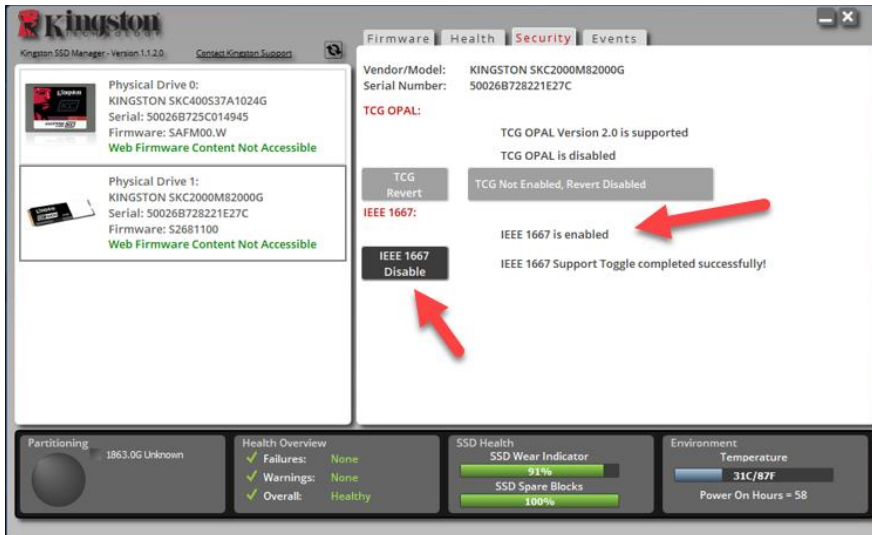 Kingston
TECHNOLOGY
Kingston SSD Manager - Version 1.1.2.0
Contact Kingston Support
Physical Drive 0:
KINGSTON SKC400S37A1024G
Serial: 50026B725C014945
Firmware: SAFM00.W
Web Firmware Content Not Accessible
Physical Drive 1:
KINGSTON SKC2000M82000G
Serial: 50026B728221E27C
Firmware: S2681100
Web Firmware Content Not Accessible
Firmware Health Security Events
Vendor/Model: KINGSTON SKC2000M82000G
Serial Number: 50026B728221E27C
TCG OPAL:
TCG OPAL Version 2.0 is supported
TCG OPAL is disabled
TCG
Revert
TCG Not Enabled, Revert Disabled
IEEE 1667:
IEEE 1667 is enabled
IEEE 1667
Disable
IEEE 1667 Support Toggle completed successfully!
Partitioning
1863.0G Unknown
Health Overview
Failures: None
Warnings: None
Overall: Healthy
SSD Health
SSD Wear Indicator
91%
SSD Spare Blocks
100%
Environment
Temperature
31C/87F
Power On Hours = 58